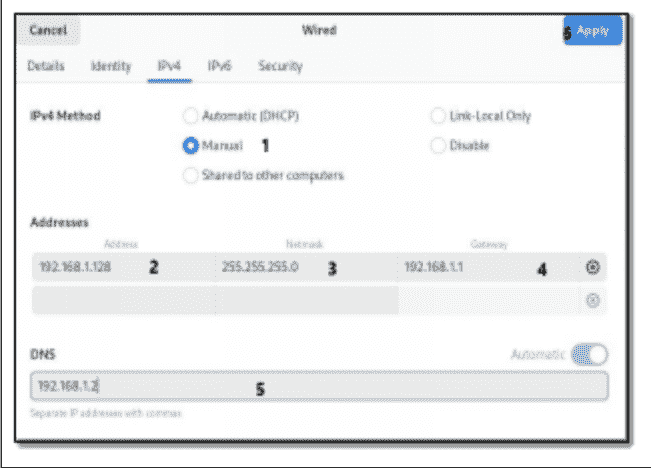 Cancel Wired 6 Apply
Details Identity IPv4 IPv6 Security
IPv4 Method Automatic (DHCP) Link-Local Only
Manual 1 Disable
Shared to other computers
Addresses
Address Netmask Gateway
192.168.1.128 2 255.255.255.0 3 192.168.1.1 4
DNS Automatic
192.168.1.2 5
Separate IP addresses with commas